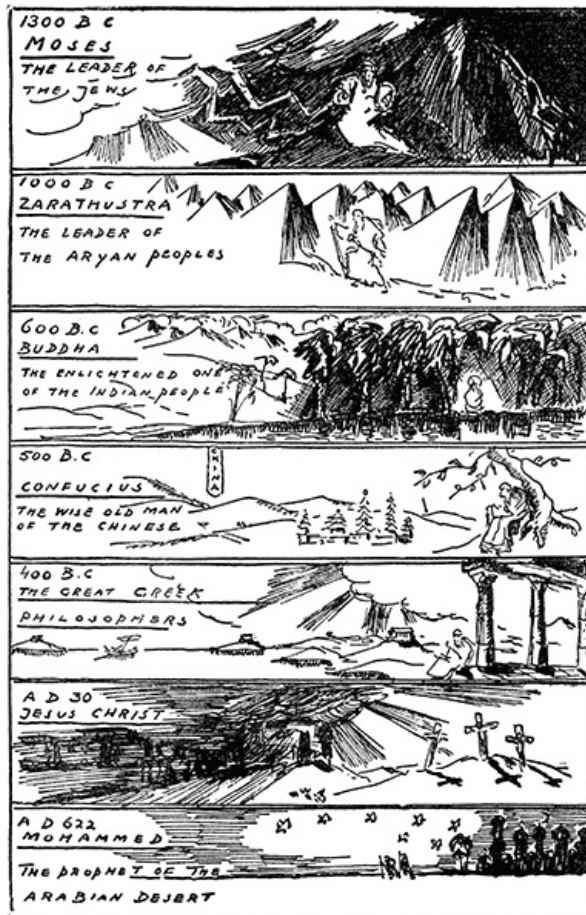 1300 B C
MOSES
THE LEADER OF
THE JEWS
1000 B C
ZARATHUSTRA
THE LEADER OF
THE ARYAN PEOPLES
600 B.C
BUDDHA
THE ENLIGHTENED ONE
OF THE INDIAN PEOPLE
500 B.C
CHINA
CONFUCIUS
THE WISE OLD MAN
OF THE CHINESE
400 B.C
THE GREAT GREEK
PHILOSOPHERS
A D 30
JESUS CHRIST
A D 622
MOHAMMED
THE PROPHET OF THE
ARABIAN DESERT